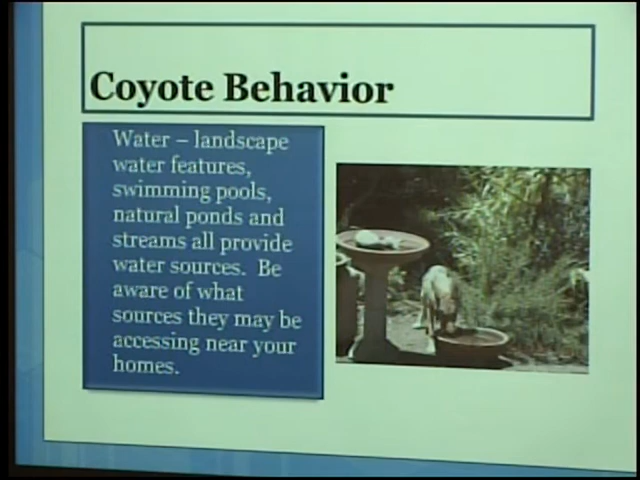 Coyote Behavior
Water – landscape
water features,
swimming pools,
natural ponds and
streams all provide
water sources.  Be
aware of what
sources they may be
accessing near your
homes.